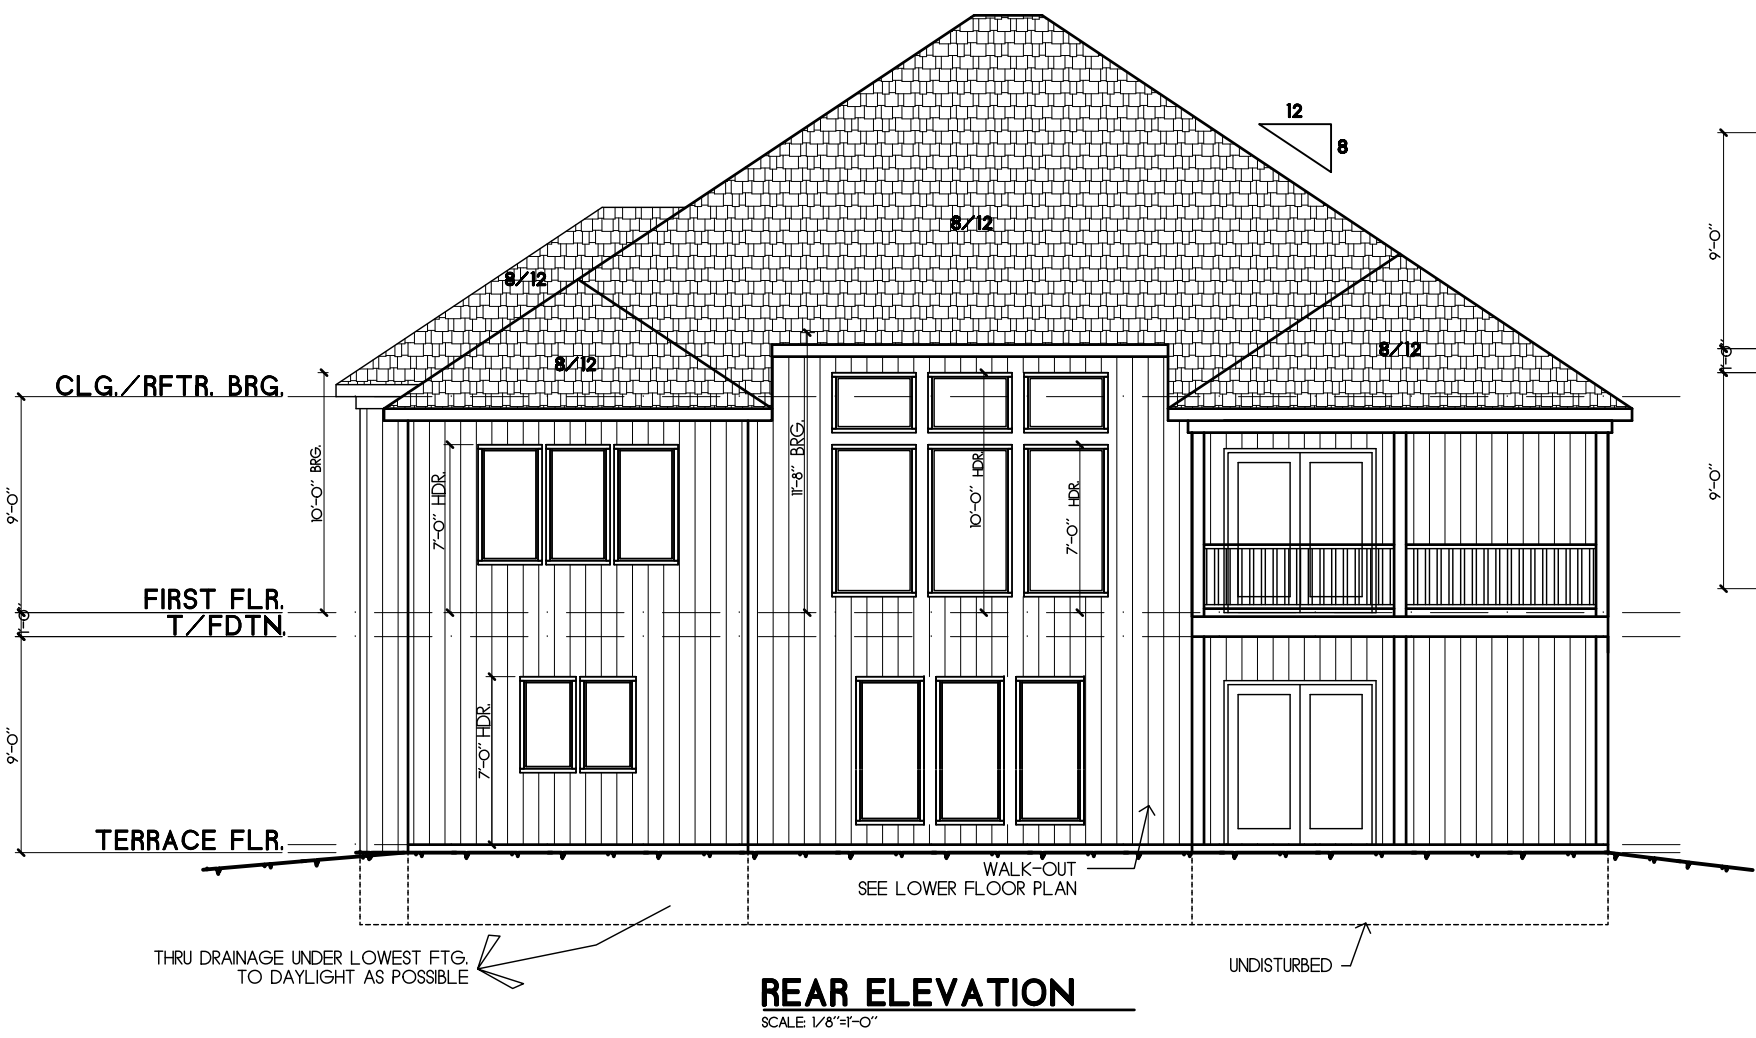 12
8
8/12
8/12
8/12
8/12
9'-0"
1'-0"
9'-0"
CLG./RFTR. BRG.
10'-0" BRG.
7'-0" HDR.
11'-8" BRG.
10'-0" HDR.
7'-0" HDR.
9'-0"
FIRST FLR.
1'-0"
T/FDTN.
7'-0" HDR.
9'-0"
TERRACE FLR.
WALK-OUT
SEE LOWER FLOOR PLAN
THRU DRAINAGE UNDER LOWEST FTG.
TO DAYLIGHT AS POSSIBLE
UNDISTURBED
REAR ELEVATION
SCALE: 1/8"=1'-0"